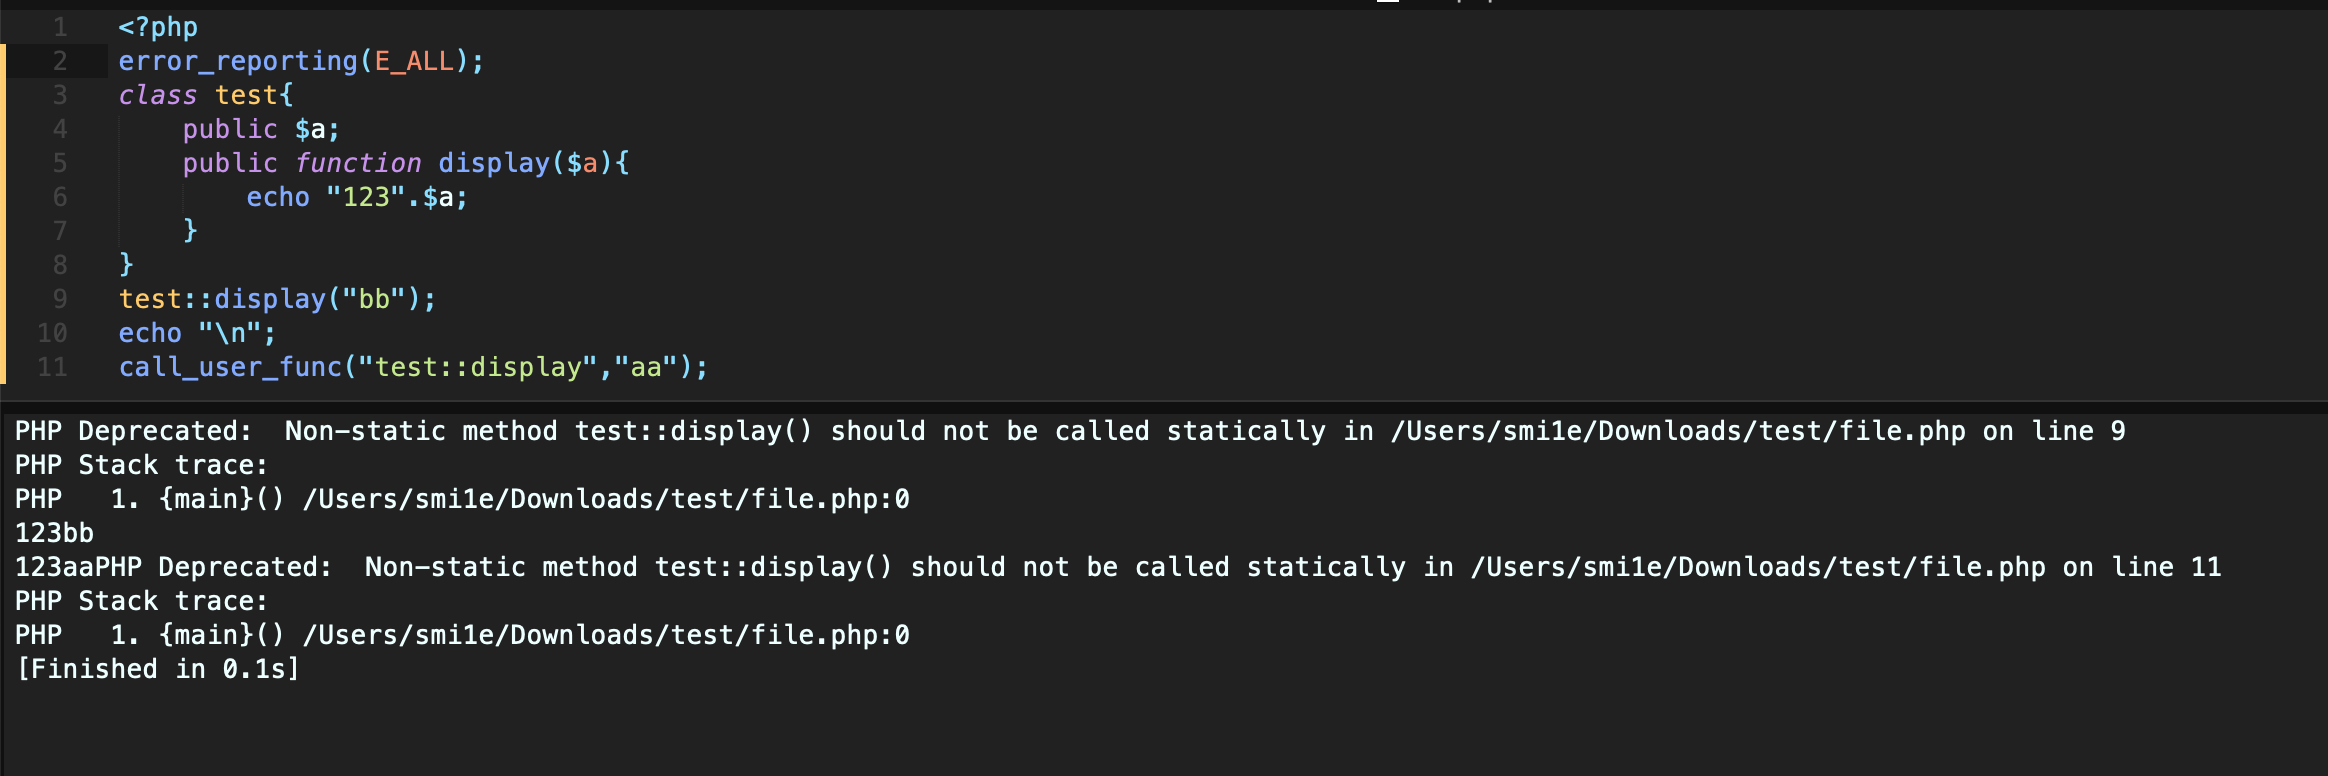 1 <?php
2 error_reporting(E_ALL);
3 class test{
4     public $a;
5     public function display($a){
6         echo "123".$a;
7     }
8 }
9 test::display("bb");
10 echo "\n";
11 call_user_func("test::display","aa");
PHP Deprecated:  Non-static method test::display() should not be called statically in /Users/smi1e/Downloads/test/file.php on line 9
PHP Stack trace:
PHP   1. {main}() /Users/smi1e/Downloads/test/file.php:0
123bb
123aaPHP Deprecated:  Non-static method test::display() should not be called statically in /Users/smi1e/Downloads/test/file.php on line 11
PHP Stack trace:
PHP   1. {main}() /Users/smi1e/Downloads/test/file.php:0
[Finished in 0.1s]